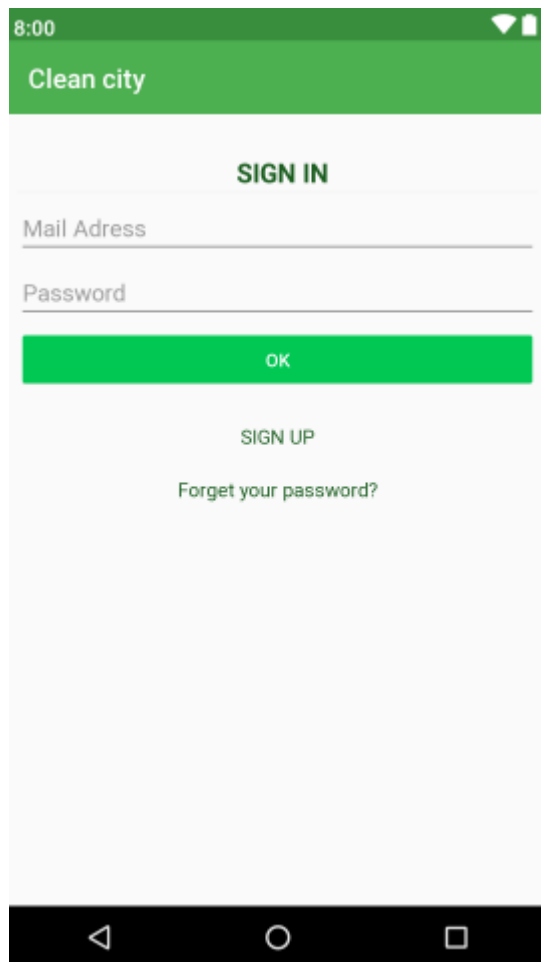 8:00
Clean city
SIGN IN
Mail Adress
Password
OK
SIGN UP
Forget your password?